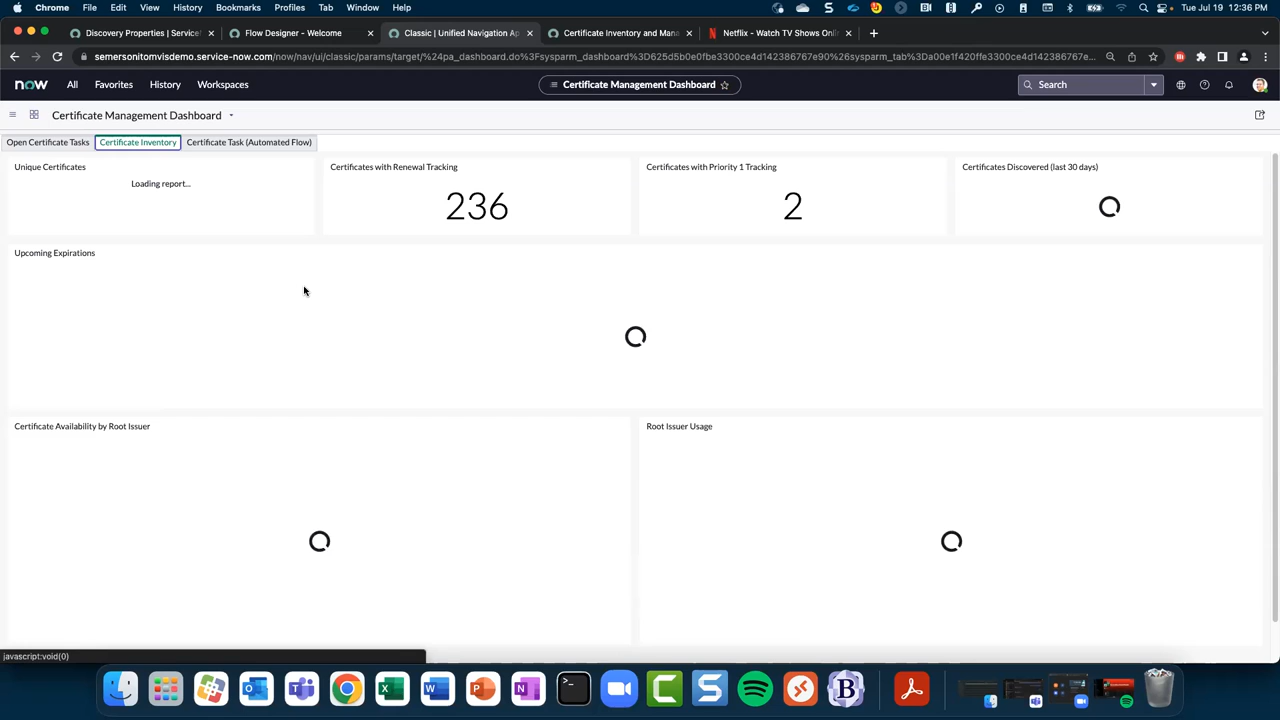 Chrome File Edit View History Bookmarks Profiles Tab Window Help Tue Jul 19 12:36 PM
Discovery Properties | Service Flow Designer - Welcome Classic | Unified Navigation Ap Certificate Inventory and Man Netflix - Watch TV Shows Onli
semersonitomvisdemo.service-now.com/now/nav/ui/classic/params/target/%24pa_dashboard.do%3Fsysparm_dashboard%3D625d5b0e0fbe3300ce4d142386767e90%26sysparm_tab%3Da00e1f420ffe3300ce4d142386767e...
now All Favorites History Workspaces Certificate Management Dashboard Search
Certificate Management Dashboard
Open Certificate Tasks Certificate Inventory Certificate Task (Automated Flow)
Unique Certificates Certificates with Renewal Tracking Certificates with Priority 1 Tracking Certificates Discovered (last 30 days)
Loading report...
236 2
Upcoming Expirations
Certificate Availability by Root Issuer Root Issuer Usage
javascript:void(0)